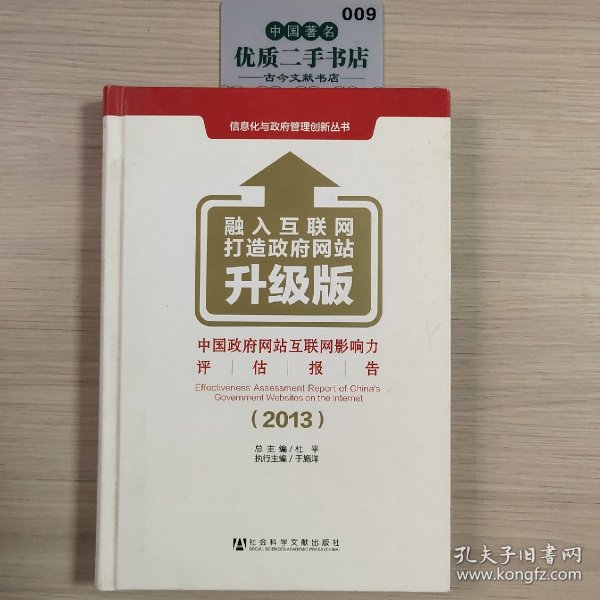 009
中国著名
优质二手书店
古今文献书店
信息化与政府管理创新丛书
融入互联网
打造政府网站
升级版
中国政府网站互联网影响力
评估报告
Effectiveness Assessment Report of China's
Government Websites on the Internet
(2013)
总主编/杜 平
执行主编/于施洋
社会科学文献出版社
SOCIAL SCIENCES ACADEMIC PRESS (CHINA)
孔夫子旧书网
www.kongfz.com